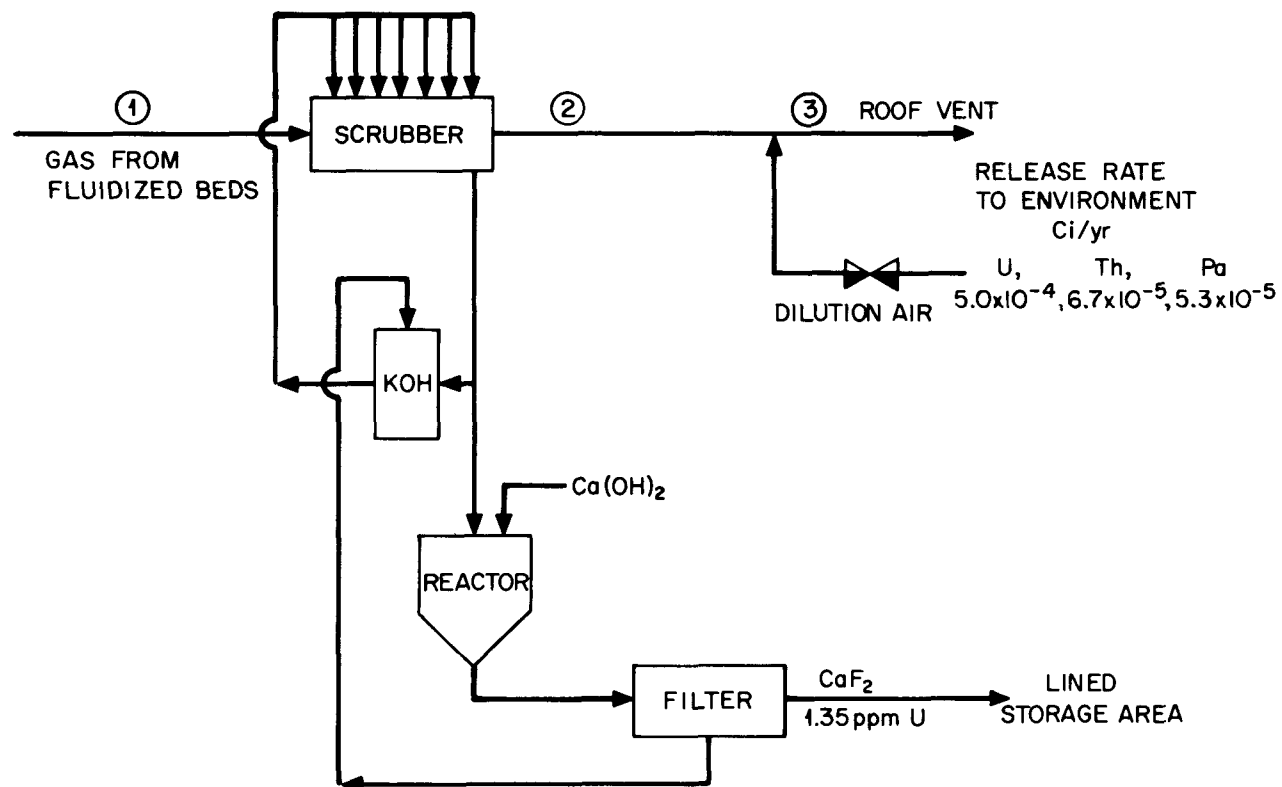 ① ② ③ ROOF VENT
SCRUBBER
GAS FROM
FLUIDIZED BEDS
RELEASE RATE
TO ENVIRONMENT
Ci/yr
U, Th, Pa
5.0x10⁻⁴, 6.7x10⁻⁵, 5.3x10⁻⁵
DILUTION AIR
KOH
Ca(OH)₂
REACTOR
FILTER
CaF₂
1.35 ppm U
LINED
STORAGE AREA